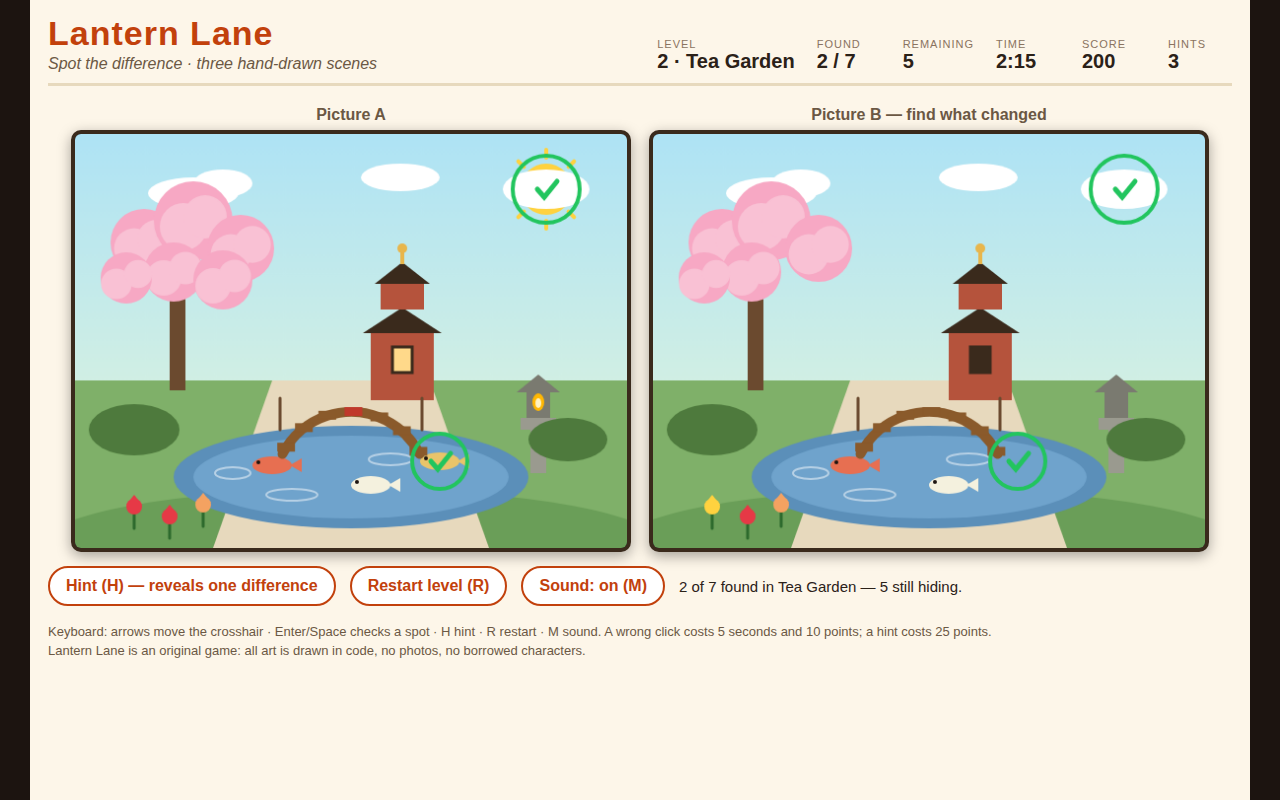 Lantern Lane
Spot the difference · three hand-drawn scenes
LEVEL
2 · Tea Garden
FOUND
2 / 7
REMAINING
5
TIME
2:15
SCORE
200
HINTS
3
Picture A
Picture B — find what changed
Hint (H) — reveals one difference
Restart level (R)
Sound: on (M)
2 of 7 found in Tea Garden — 5 still hiding.
Keyboard: arrows move the crosshair · Enter/Space checks a spot · H hint · R restart · M sound. A wrong click costs 5 seconds and 10 points; a hint costs 25 points.
Lantern Lane is an original game: all art is drawn in code, no photos, no borrowed characters.